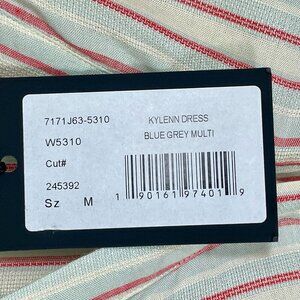 7171J63-5310
KYLENN DRESS
W5310
BLUE GREY MULTI
Cut#
245392
Sz M
1 90161 97401 9